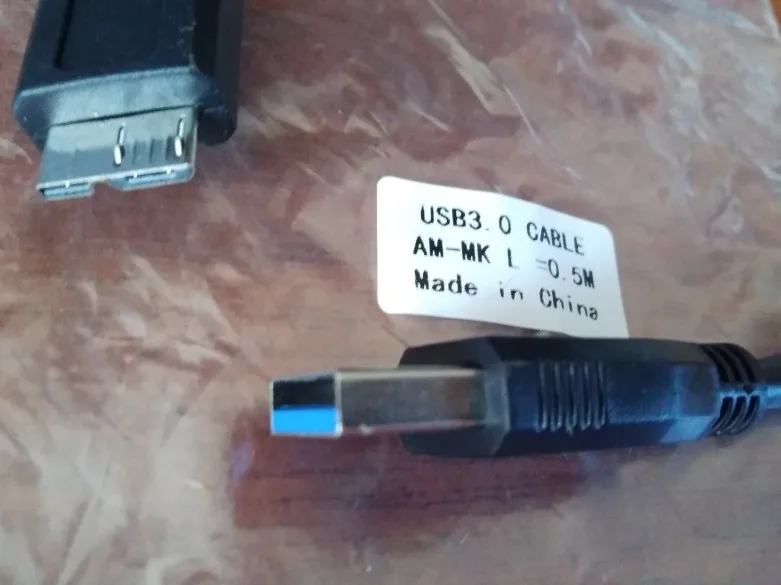 USB3.0 CABLE
AM-MK L =0.5M
Made in China